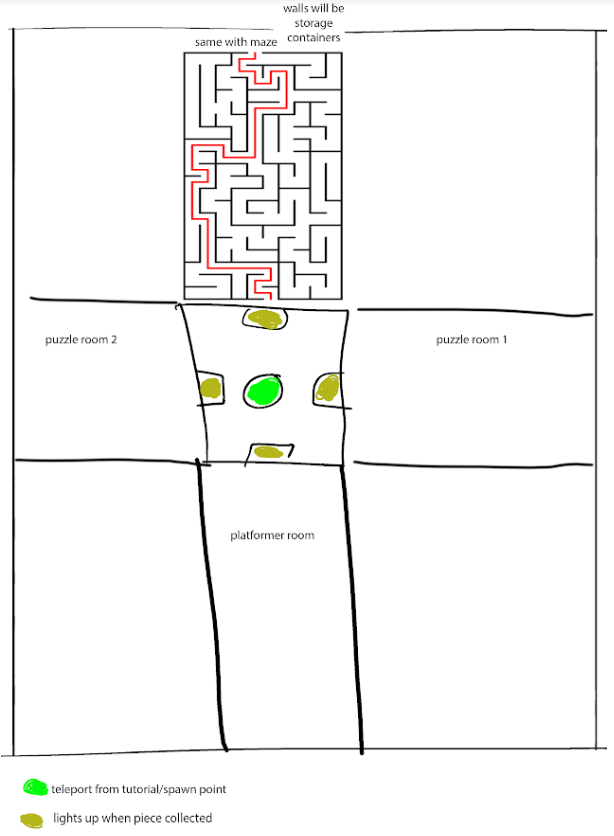 walls will be
storage
containers
same with maze
puzzle room 2
puzzle room 1
platformer room
teleport from tutorial/spawn point
lights up when piece collected